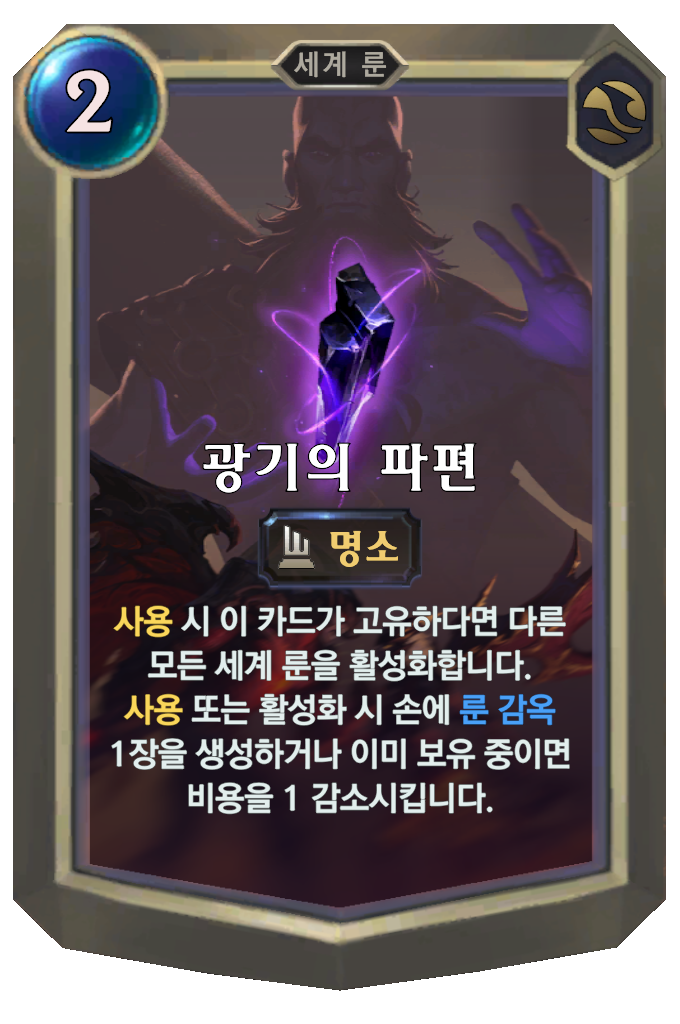 2
세계 룬
광기의 파편
명소
사용 시 이 카드가 고유하다면 다른
모든 세계 룬을 활성화합니다.
사용 또는 활성화 시 손에 룬 감옥
1장을 생성하거나 이미 보유 중이면
비용을 1 감소시킵니다.